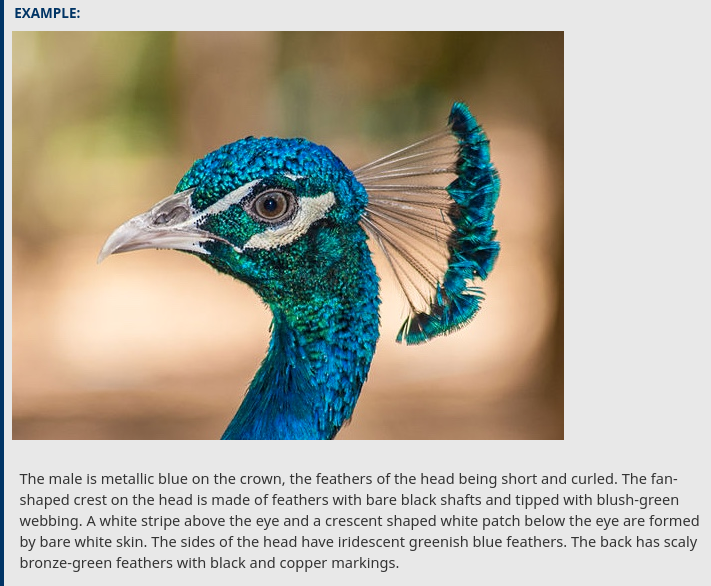 EXAMPLE:
The male is metallic blue on the crown, the feathers of the head being short and curled. The fan-
shaped crest on the head is made of feathers with bare black shafts and tipped with blush-green
webbing. A white stripe above the eye and a crescent shaped white patch below the eye are formed
by bare white skin. The sides of the head have iridescent greenish blue feathers. The back has scaly
bronze-green feathers with black and copper markings.